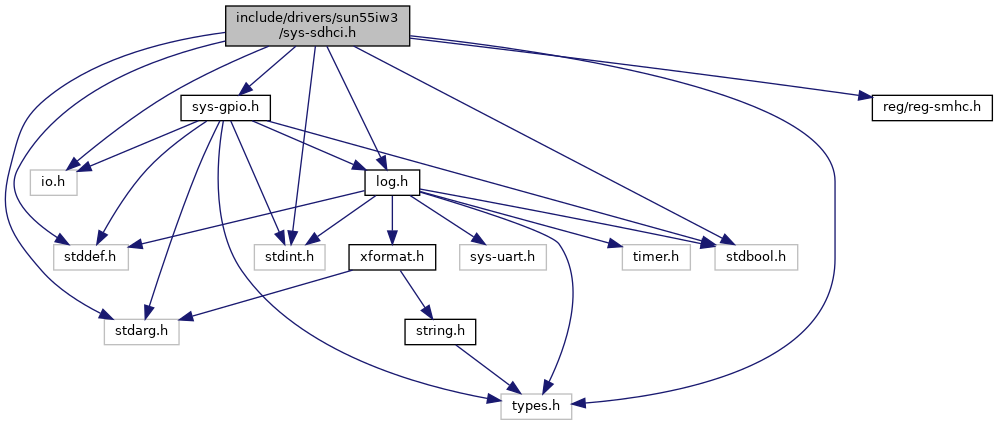 include/drivers/sun55iw3
/sys-sdhci.h
sys-gpio.h
reg/reg-smhc.h
io.h
log.h
stddef.h
stdint.h
xformat.h
sys-uart.h
timer.h
stdbool.h
stdarg.h
string.h
types.h